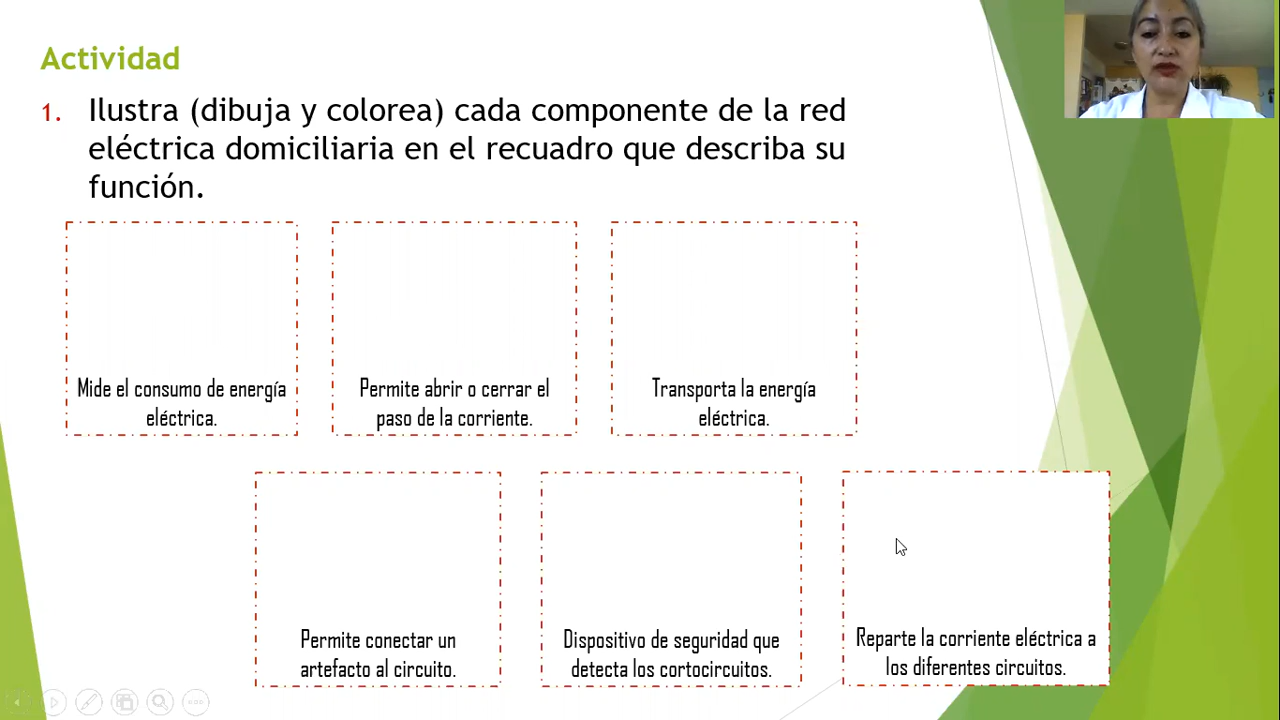 Actividad
1. Ilustra (dibuja y colorea) cada componente de la red
eléctrica domiciliaria en el recuadro que describa su
función.
Mide el consumo de energía
eléctrica.
Permite abrir o cerrar el
paso de la corriente.
Transporta la energía
eléctrica.
Permite conectar un
artefacto al circuito.
Dispositivo de seguridad que
detecta los cortocircuitos.
Reparte la corriente eléctrica a
los diferentes circuitos.